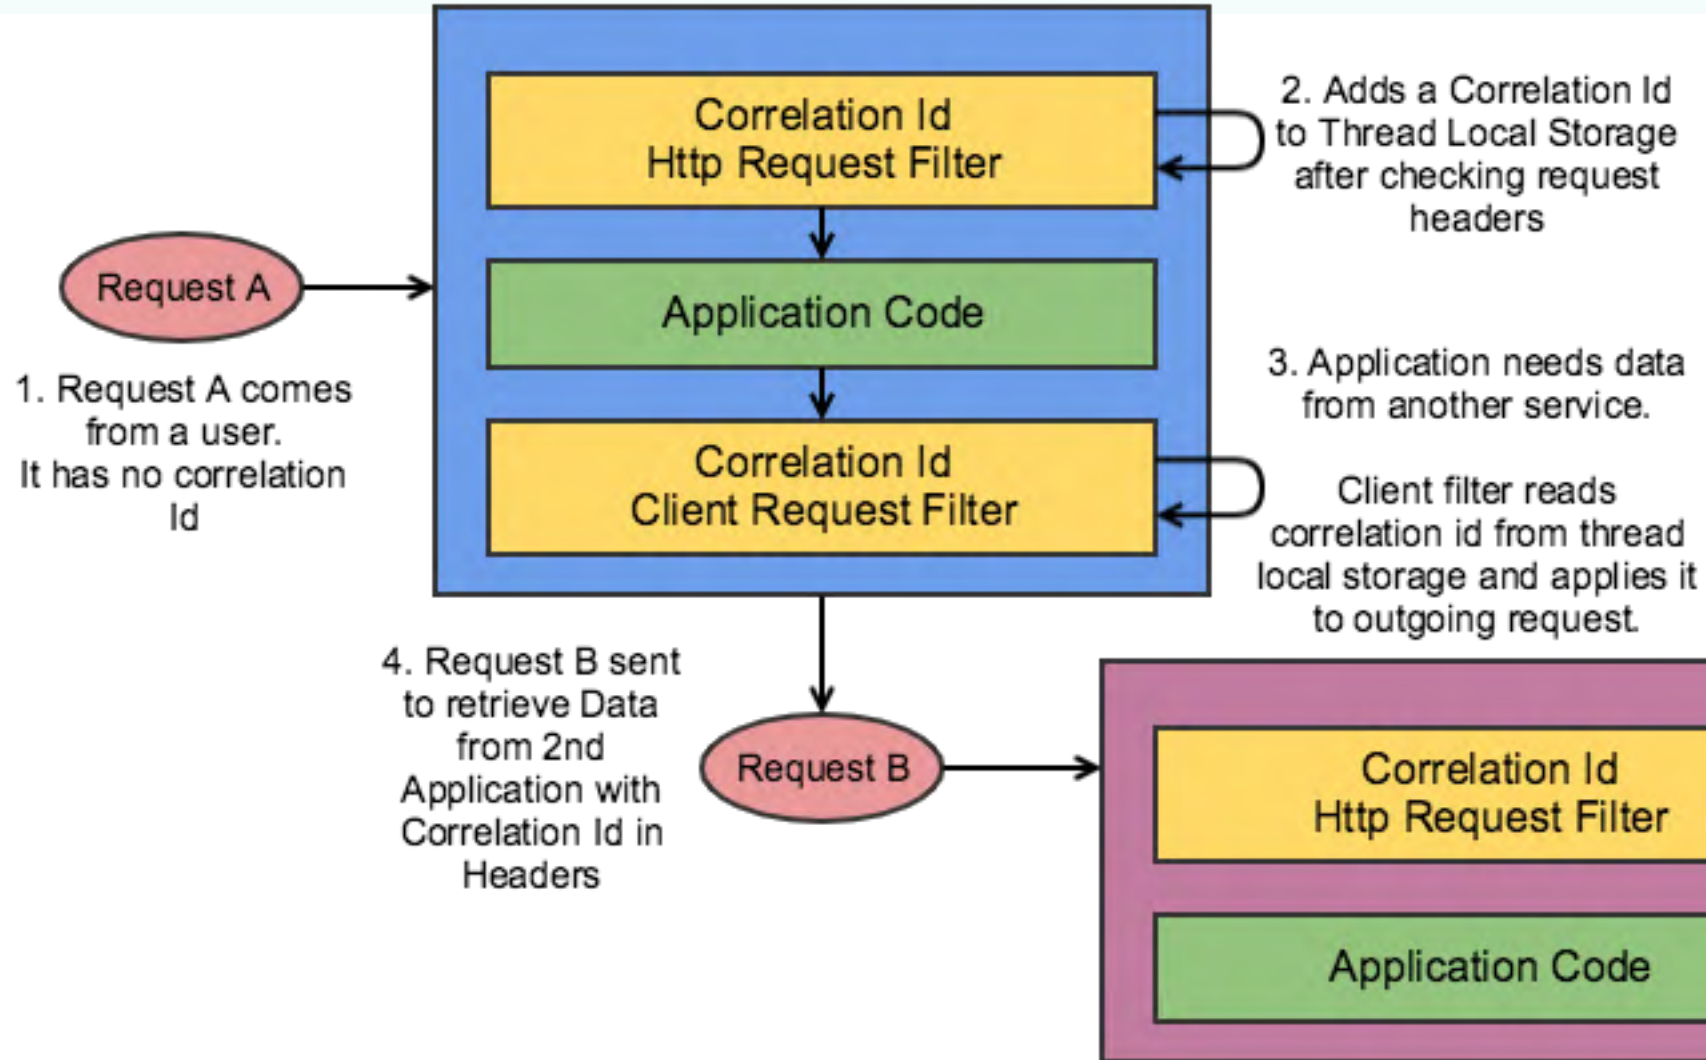 Correlation Id
Http Request Filter
2. Adds a Correlation Id
to Thread Local Storage
after checking request
headers
Request A
Application Code
1. Request A comes
from a user.
It has no correlation
Id
3. Application needs data
from another service.
Correlation Id
Client Request Filter
Client filter reads
correlation id from thread
local storage and applies it
to outgoing request.
4. Request B sent
to retrieve Data
from 2nd
Application with
Correlation Id in
Headers
Request B
Correlation Id
Http Request Filter
Application Code